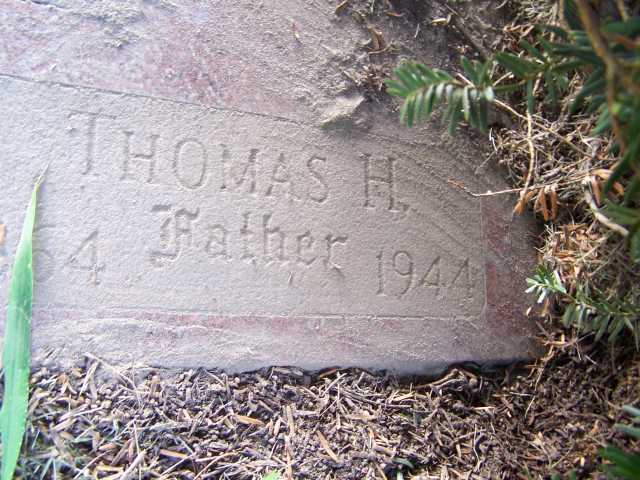 THOMAS H.
Father
64 1944